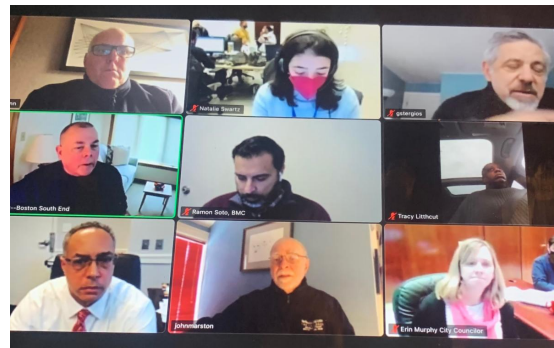 Natalie Swartz
gstergios
--Boston South End
Ramon Soto, BMC
Tracy Litthcut
johnmarston
Erin Murphy City Councilor